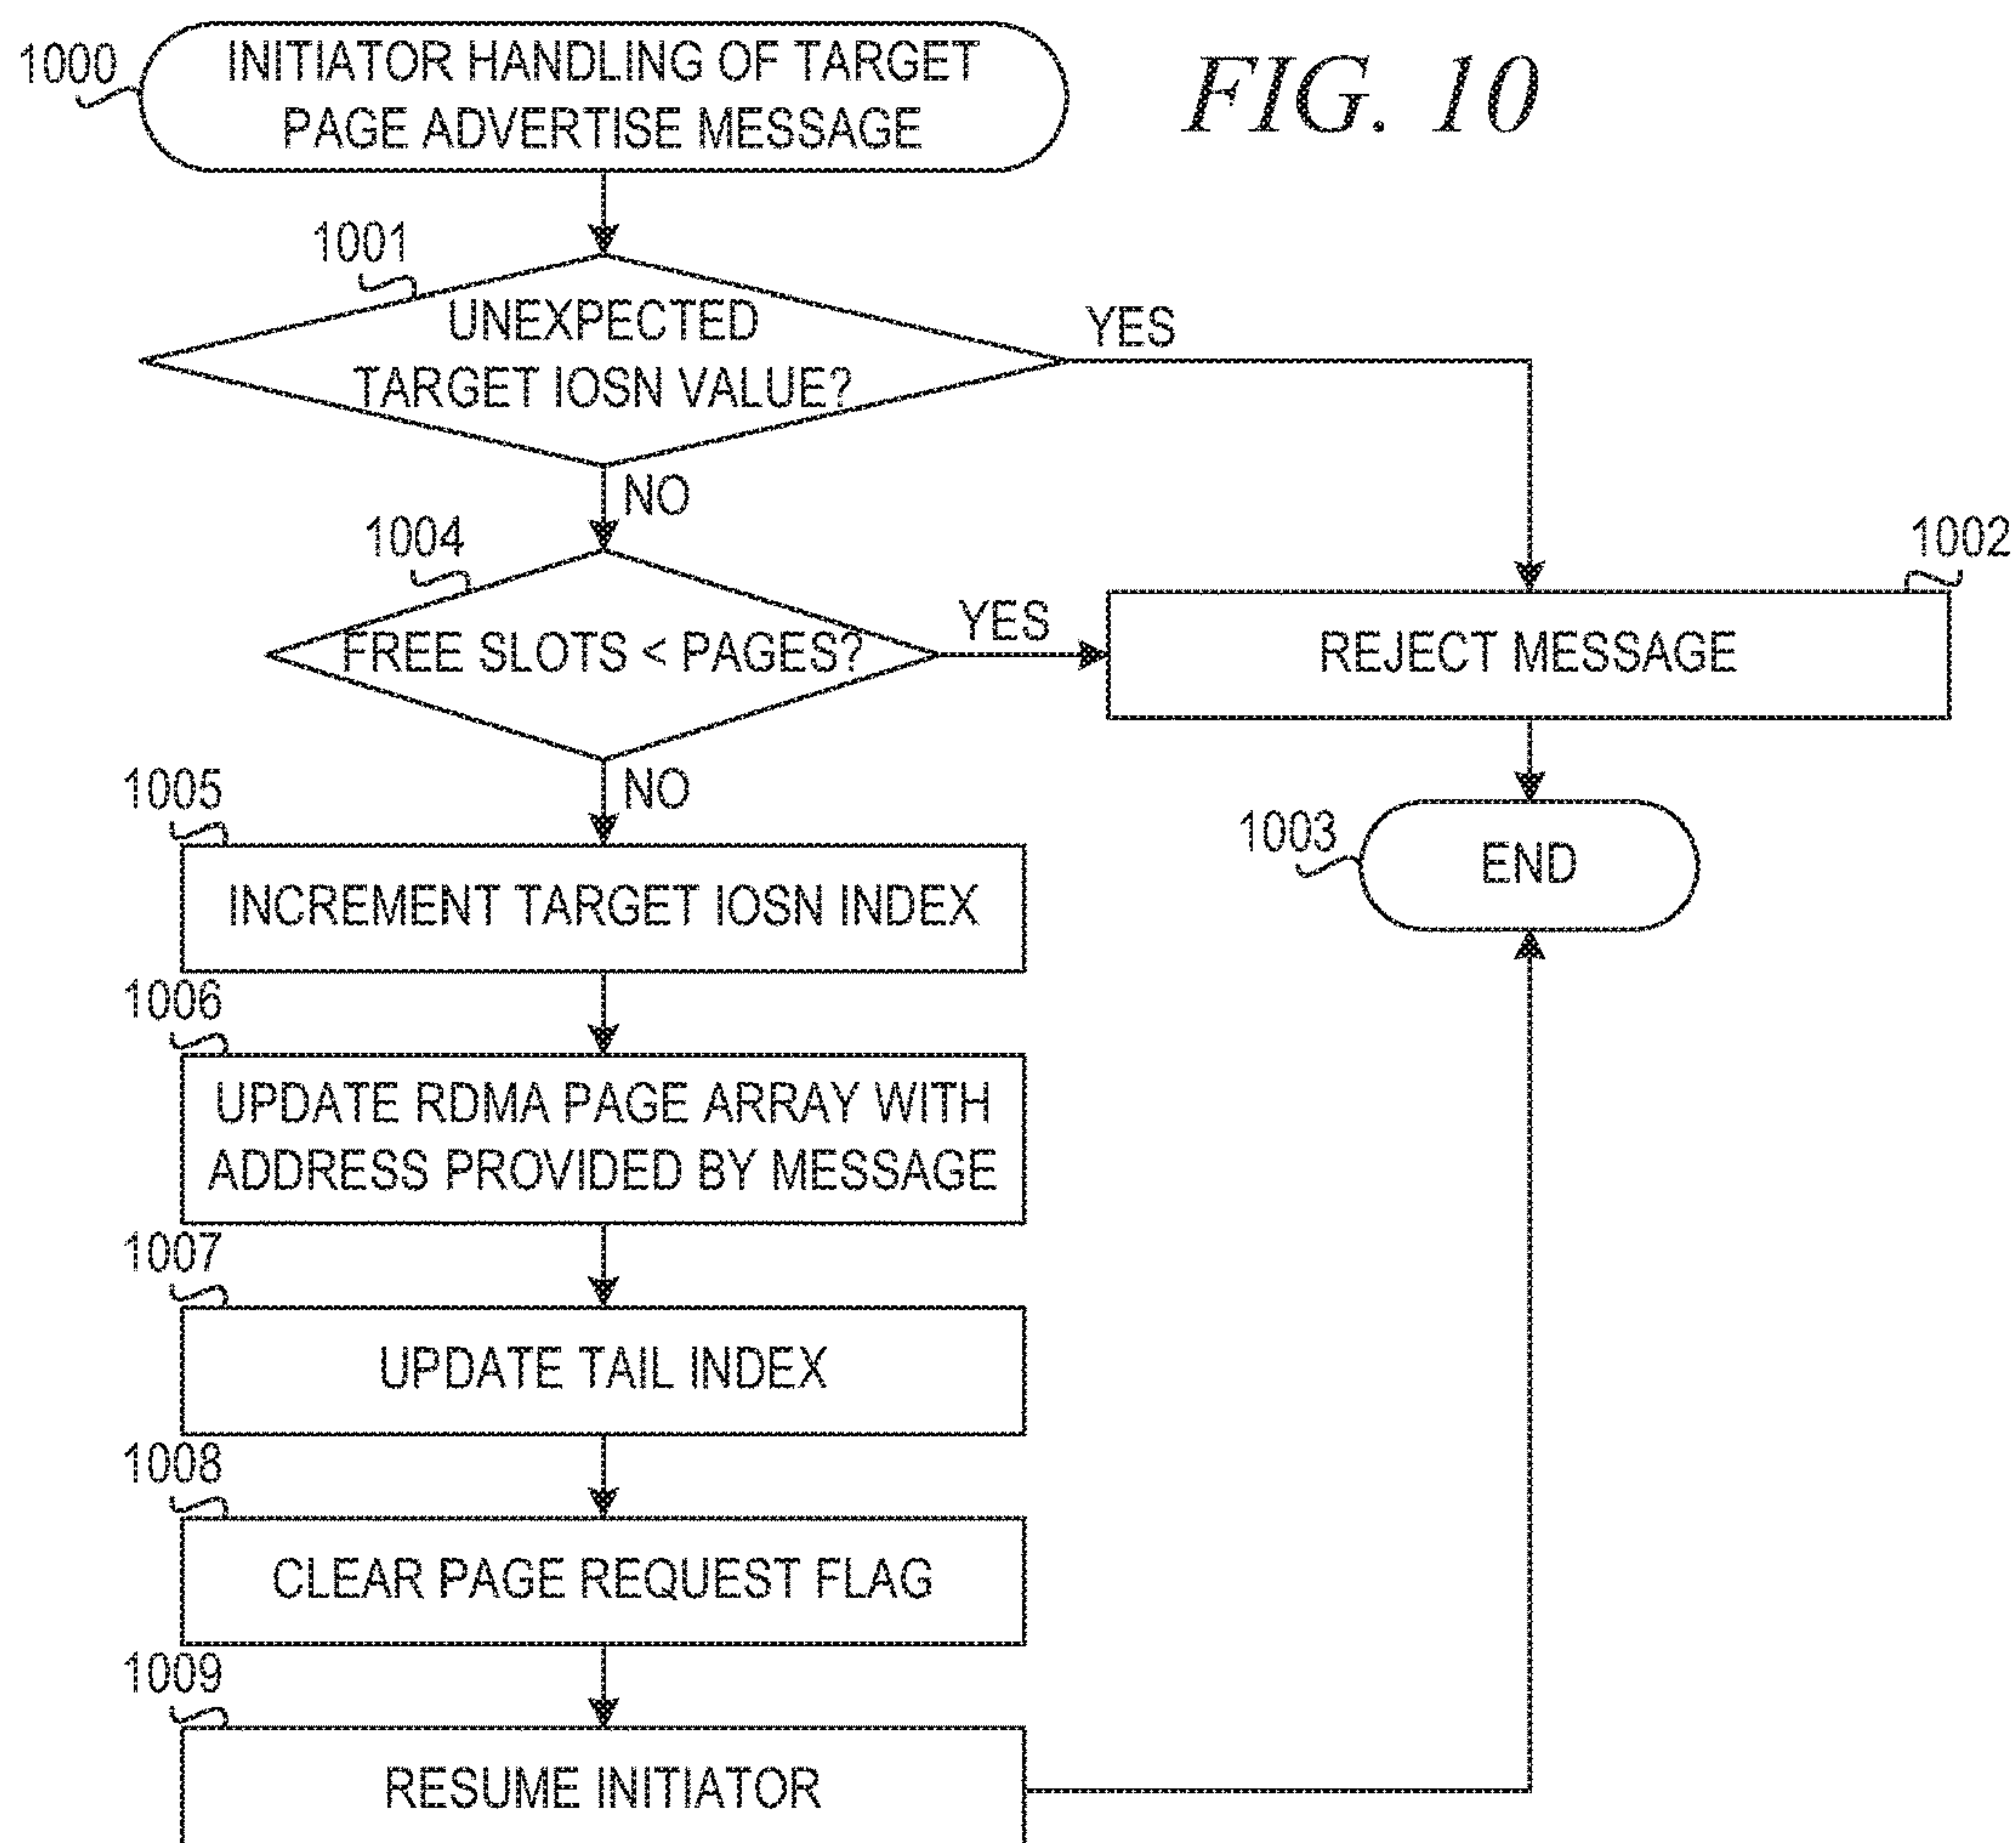 1000
INITIATOR HANDLING OF TARGET
PAGE ADVERTISE MESSAGE
FIG. 10
1001
UNEXPECTED
TARGET IOSN VALUE?
YES
NO
1004
FREE SLOTS < PAGES?
YES
1002
REJECT MESSAGE
NO
1003
END
1005
INCREMENT TARGET IOSN INDEX
1006
UPDATE RDMA PAGE ARRAY WITH
ADDRESS PROVIDED BY MESSAGE
1007
UPDATE TAIL INDEX
1008
CLEAR PAGE REQUEST FLAG
1009
RESUME INITIATOR